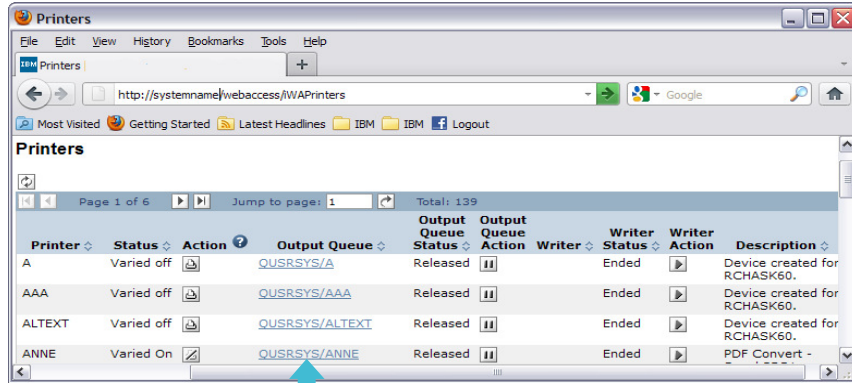 Printers
File Edit View History Bookmarks Tools Help
IBM Printers +
http://systemname/webaccess/iWAPrinters Google
Most Visited Getting Started Latest Headlines IBM IBM Logout
Printers
Page 1 of 6 Jump to page: 1 Total: 139
Printer Status Action Output Queue Output Queue Status Output Queue Action Writer Writer Status Writer Action Description
A Varied off QUSRSYS/A Released Ended Device created for RCHASK60.
AAA Varied off QUSRSYS/AAA Released Ended Device created for RCHASK60.
ALTEXT Varied off QUSRSYS/ALTEXT Released Ended Device created for RCHASK60.
ANNE Varied On QUSRSYS/ANNE Released Ended PDF Convert -